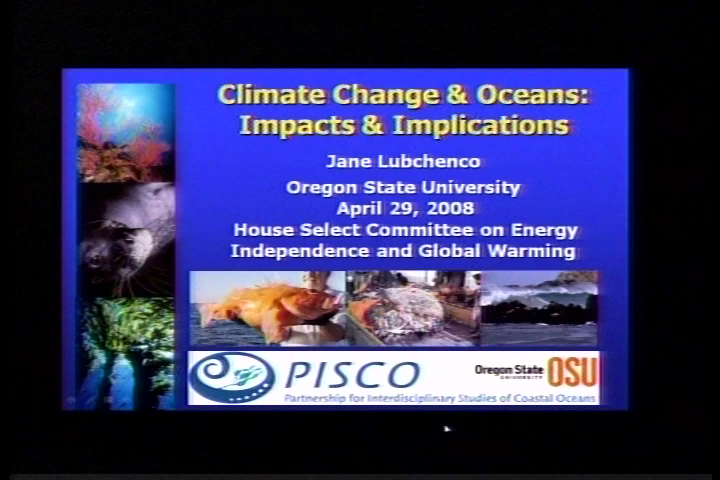 Climate Change & Oceans:
Impacts & Implications
Jane Lubchenco
Oregon State University
April 29, 2008
House Select Committee on Energy
Independence and Global Warming
PISCO
Partnership for Interdisciplinary Studies of Coastal Oceans
Oregon State
UNIVERSITY
OSU